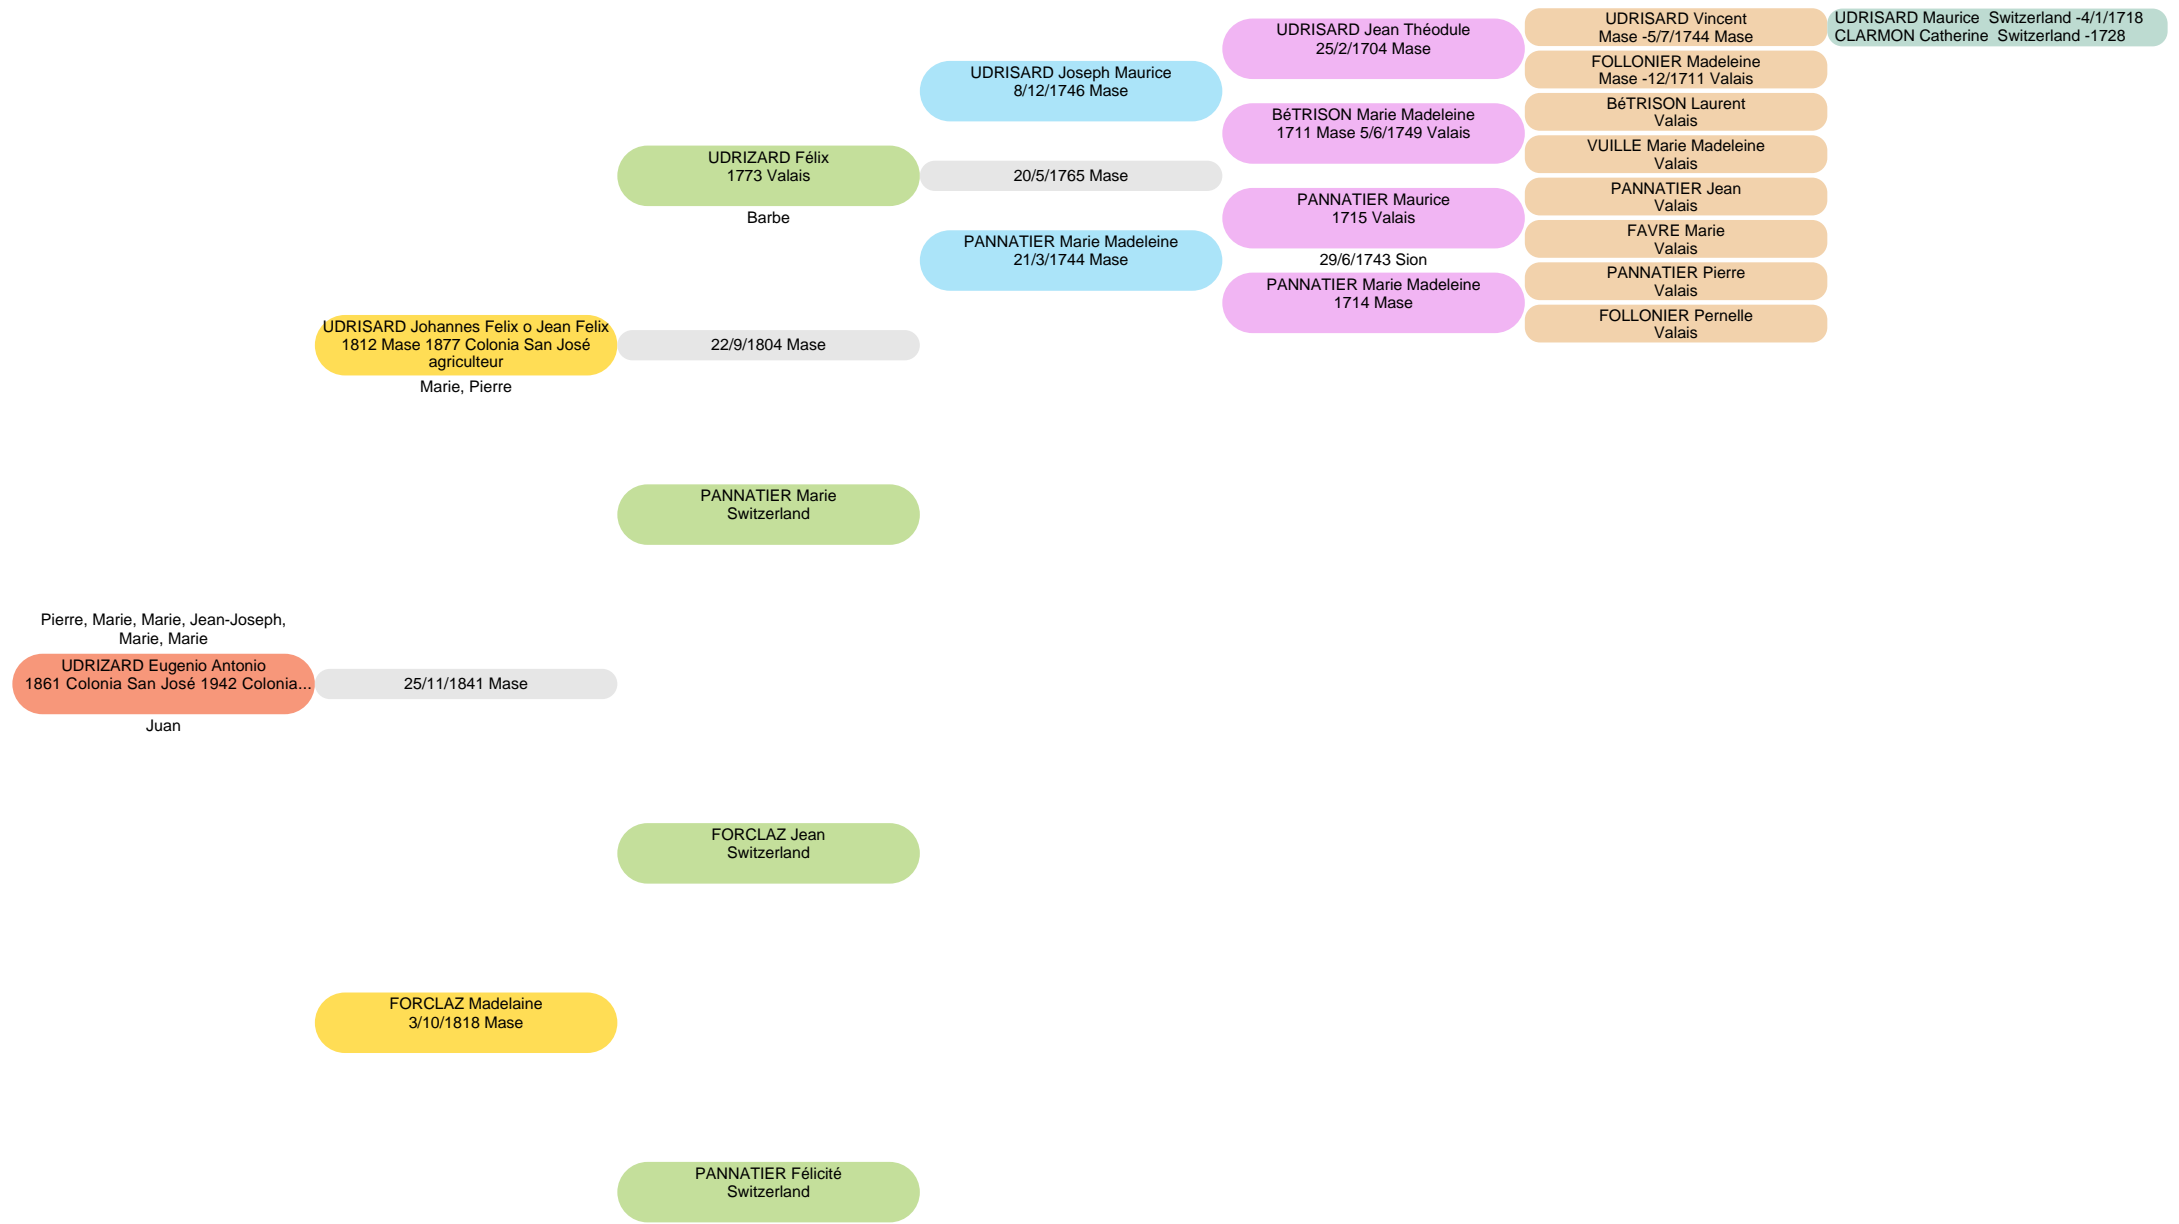 UDRISARD Vincent
Mase -5/7/1744 Mase
UDRISARD Maurice  Switzerland -4/1/1718
CLARMON Catherine  Switzerland -1728
UDRISARD Jean Théodule
25/2/1704 Mase
FOLLONIER Madeleine
Mase -12/1711 Valais
UDRISARD Joseph Maurice
8/12/1746 Mase
BéTRISON Laurent
Valais
BéTRISON Marie Madeleine
1711 Mase 5/6/1749 Valais
VUILLE Marie Madeleine
Valais
UDRIZARD Félix
1773 Valais
Barbe
20/5/1765 Mase
PANNATIER Jean
Valais
PANNATIER Maurice
1715 Valais
FAVRE Marie
Valais
PANNATIER Marie Madeleine
21/3/1744 Mase
29/6/1743 Sion
PANNATIER Pierre
Valais
PANNATIER Marie Madeleine
1714 Mase
FOLLONIER Pernelle
Valais
UDRISARD Johannes Felix o Jean Felix
1812 Mase 1877 Colonia San José
agriculteur
Marie, Pierre
22/9/1804 Mase
PANNATIER Marie
Switzerland
Pierre, Marie, Marie, Jean-Joseph,
Marie, Marie
UDRIZARD Eugenio Antonio
1861 Colonia San José 1942 Colonia...
Juan
25/11/1841 Mase
FORCLAZ Jean
Switzerland
FORCLAZ Madelaine
3/10/1818 Mase
PANNATIER Félicité
Switzerland